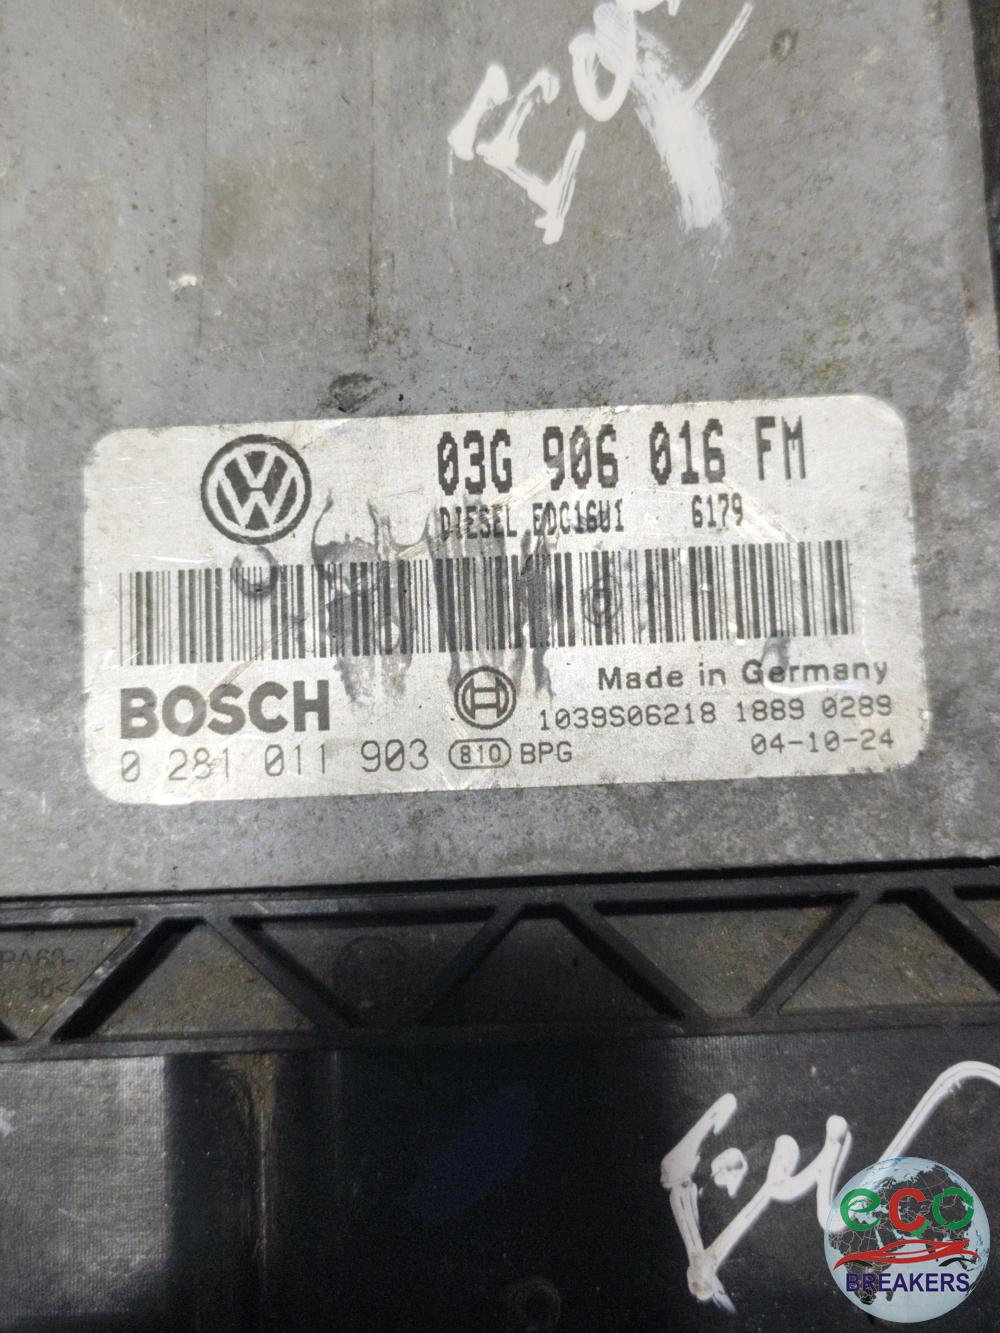 03G 906 016 FM
DIESEL EDC16U1 6179
BOSCH
Made in Germany
1039S06218 1889 0289
0 281 011 903 810 BPG
04-10-24
eco
BREAKERS